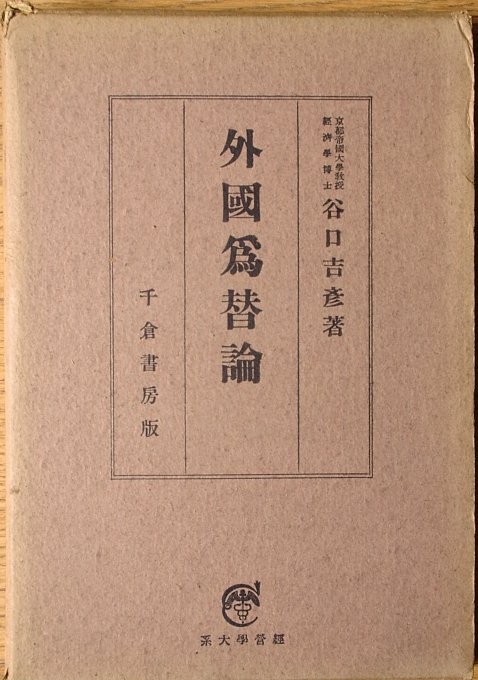 京都帝國大學教授
經濟學博士
谷口吉彥著
外國爲替論
千倉書房版
系大學營經